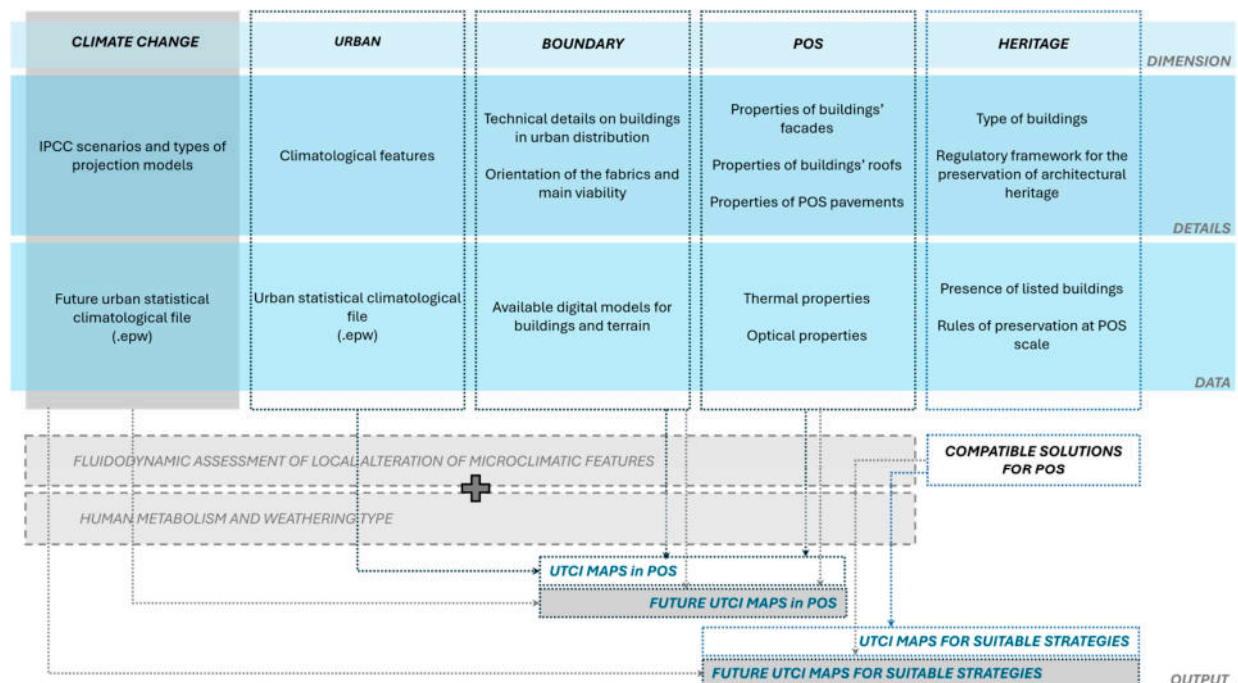 CLIMATE CHANGE
URBAN
BOUNDARY
POS
HERITAGE
DIMENSION
IPCC scenarios and types of
projection models
Climatological features
Technical details on buildings
in urban distribution
Orientation of the fabrics and
main viability
Properties of buildings’
facades
Properties of buildings’ roofs
Properties of POS pavements
Type of buildings
Regulatory framework for the
preservation of architectural
heritage
DETAILS
Future urban statistical
climatological file
(.epw)
Urban statistical climatological
file
(.epw)
Available digital models for
buildings and terrain
Thermal properties
Optical properties
Presence of listed buildings
Rules of preservation at POS
scale
DATA
FLUIDODYNAMIC ASSESSMENT OF LOCAL ALTERATION OF MICROCLIMATIC FEATURES
HUMAN METABOLISM AND WEATHERING TYPE
COMPATIBLE SOLUTIONS
FOR POS
UTCI MAPS in POS
FUTURE UTCI MAPS in POS
UTCI MAPS FOR SUITABLE STRATEGIES
FUTURE UTCI MAPS FOR SUITABLE STRATEGIES
OUTPUT